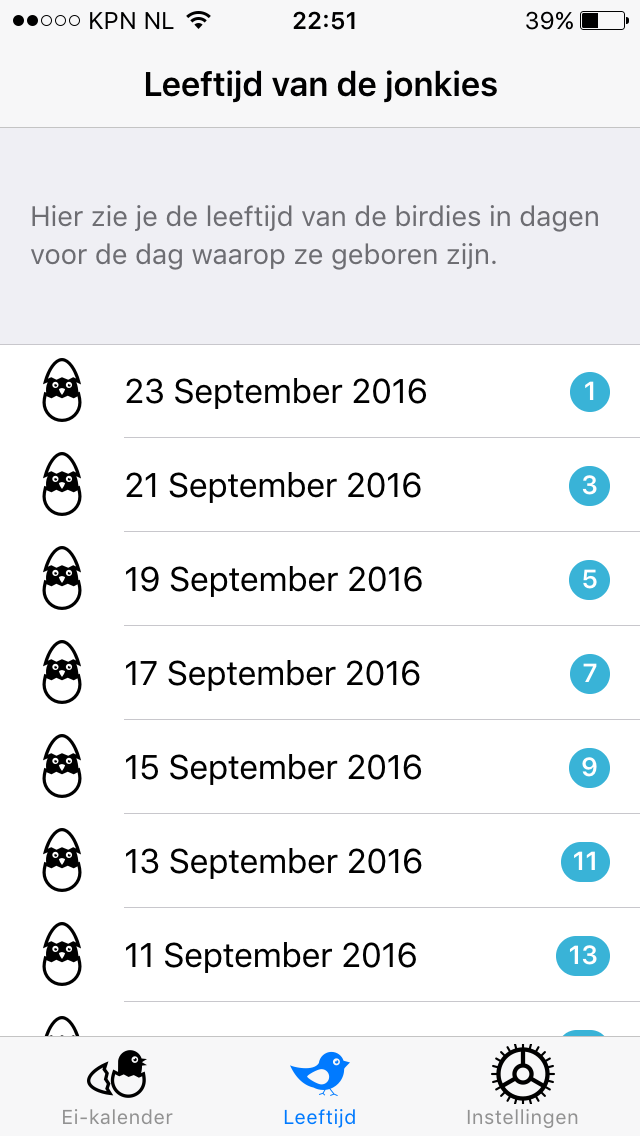 KPN NL 22:51 39%
Leeftijd van de jonkies
Hier zie je de leeftijd van de birdies in dagen
voor de dag waarop ze geboren zijn.
23 September 2016 1
21 September 2016 3
19 September 2016 5
17 September 2016 7
15 September 2016 9
13 September 2016 11
11 September 2016 13
Ei-kalender Leeftijd Instellingen